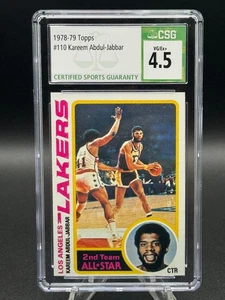 1978-79 Topps
#110 Kareem Abdul-Jabbar
CERTIFIED SPORTS GUARANTY
CSG
VG/Ex+
4.5
LOS ANGELES
LAKERS
KAREEM ABDUL-JABBAR
2nd Team
ALL-STAR
CTR